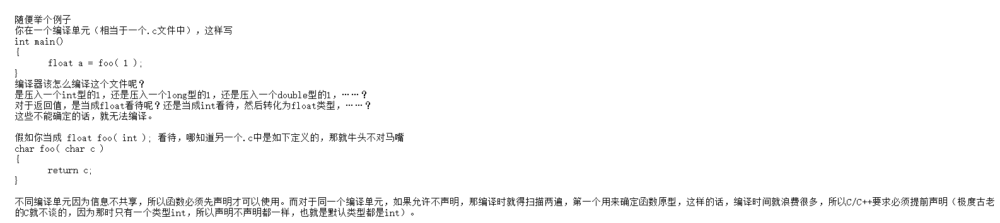 随便举个例子
你在一个编译单元（相当于一个.c文件中），这样写
int main()
{
float a = foo( 1 );
}
编译器该怎么编译这个文件呢？
是压入一个int型的1，还是压入一个long型的1，还是压入一个double型的1，……？
对于返回值，是当成float看待呢？还是当成int看待，然后转化为float类型，……？
这些不能确定的话，就无法编译。
假如你当成 float foo( int ); 看待，哪知道另一个.c中是如下定义的，那就牛头不对马嘴
char foo( char c )
{
return c;
}
不同编译单元因为信息不共享，所以函数必须先声明才可以使用。而对于同一个编译单元，如果允许不声明，那编译时就得扫描两遍，第一个用来确定函数原型，这样的话，编译时间就浪费很多，所以C/C++要求必须提前声明（极度古老
的C就不谈的，因为那时只有一个类型int，所以声明不声明都一样，也就是默认类型都是int）。